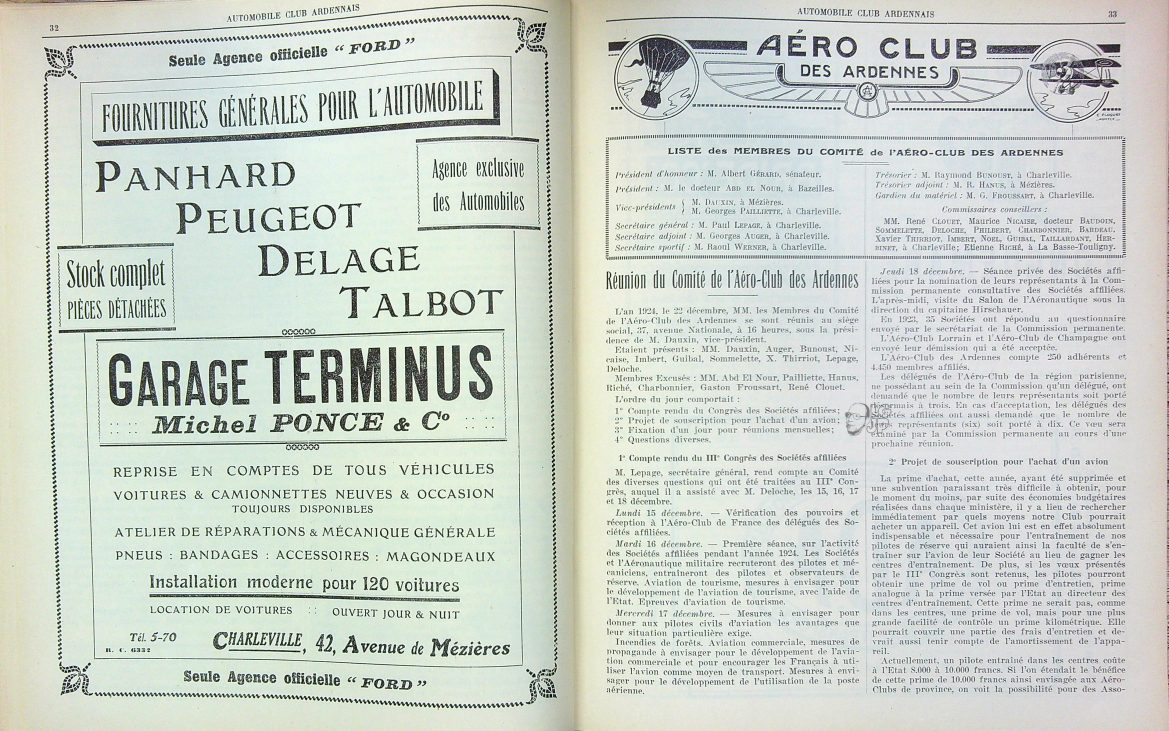 32
AUTOMOBILE CLUB ARDENNAIS
Seule Agence officielle “ FORD ”
FOURNITURES GÉNÉRALES POUR L'AUTOMOBILE
PANHARD
PEUGEOT
DELAGE
TALBOT
Agence exclusive
des Automobiles
Stock complet
PIÈCES DÉTACHÉES
GARAGE TERMINUS
Michel PONCE & Cº
REPRISE EN COMPTES DE TOUS VÉHICULES
VOITURES & CAMIONNETTES NEUVES & OCCASION
TOUJOURS DISPONIBLES
ATELIER DE RÉPARATIONS & MÉCANIQUE GÉNÉRALE
PNEUS : BANDAGES : ACCESSOIRES : MAGONDEAUX
Installation moderne pour 120 voitures
LOCATION DE VOITURES :: OUVERT JOUR & NUIT
Tél. 5-70
R. C. 6332
CHARLEVILLE, 42, Avenue de Mézières
Seule Agence officielle “ FORD ”
AUTOMOBILE CLUB ARDENNAIS
33
AÉRO CLUB
DES ARDENNES
LISTE des MEMBRES DU COMITÉ de l'AÉRO-CLUB DES ARDENNES
Président d'honneur : M. Albert GÉRARD, sénateur.
Président : M. le docteur ABD EL NOUR, à Bazeilles.
Vice-présidents } M. DAUXIN, à Mézières.
M. Georges PAILLIETTE, à Charleville.
Secrétaire général : M. Paul LEPAGE, à Charleville.
Secrétaire adjoint : M. Georges AUGER, à Charleville.
Secrétaire sportif : M. Raoul WERNER, à Charleville.
Trésorier : M. Raymond BUNOUST, à Charleville.
Trésorier adjoint : M. R. HANUS, à Mézières.
Gardien du matériel : M. G. FROUSSART, à Charleville.
Commissaires conseillers :
MM. René CLOUET, Maurice NICAISE, docteur BAUDOIN,
SOMMELETTE, DELOCHE, PHILBERT, CHARBONNIER, BARDEAU,
Xavier THIRRIOT, IMBERT, NOEL, GUIBAL, TAILLARDANT, HER-
BINET, à Charleville; Etienne RICHÉ, à La Basse-Touligny.
Réunion du Comité de l'Aéro-Club des Ardennes
L'an 1924, le 22 décembre, MM. les Membres du Comité
de l'Aéro-Club des Ardennes se sont réunis au siège
social, 37, avenue Nationale, à 16 heures, sous la prési-
dence de M. Dauxin, vice-président.
Etaient présents : MM. Dauxin, Auger, Bunoust, Ni-
caise, Imbert, Guibal, Sommelette, X. Thirriot, Lepage,
Deloche.
Membres Excusés : MM. Abd El Nour, Pailliette, Hanus,
Riché, Charbonnier, Gaston Froussart, René Clouet.
L'ordre du jour comportait :
1º Compte rendu du Congrès des Sociétés affiliées;
2º Projet de souscription pour l'achat d'un avion;
3º Fixation d'un jour pour réunions mensuelles;
4º Questions diverses.
1º Compte rendu du IIIe Congrès des Sociétés affiliées
M. Lepage, secrétaire général, rend compte au Comité
des diverses questions qui ont été traitées au IIIe Con-
grès, auquel il a assisté avec M. Deloche, les 15, 16, 17
et 18 décembre.
Lundi 15 décembre. — Vérification des pouvoirs et
réception à l'Aéro-Club de France des délégués des So-
ciétés affiliées.
Mardi 16 décembre. — Première séance, sur l'activité
des Sociétés affiliées pendant l'année 1924. Les Sociétés
et l'Aéronautique militaire recruteront des pilotes et mé-
caniciens, entraîneront des pilotes et observateurs de
réserve. Aviation de tourisme, mesures à envisager pour
le développement de l'aviation de tourisme, avec l'aide de
l'Etat. Epreuves d'aviation de tourisme.
Mercredi 17 décembre. — Mesures à envisager pour
donner aux pilotes civils d'aviation les avantages que
leur situation particulière exige.
Incendies de forêts. Aviation commerciale, mesures de
propagande à envisager pour le développement de l'avia-
tion commerciale et pour encourager les Français à uti-
liser l'avion comme moyen de transport. Mesures à envi-
sager pour le développement de l'utilisation de la poste
aérienne.
Jeudi 18 décembre. — Séance privée des Sociétés affi-
liées pour la nomination de leurs représentants à la Com-
mission permanente consultative des Sociétés affiliées.
L'après-midi, visite du Salon de l'Aéronautique sous la
direction du capitaine Hirschauer.
En 1923, 35 Sociétés ont répondu au questionnaire
envoyé par le secrétariat de la Commission permanente.
L'Aéro-Club Lorrain et l'Aéro-Club de Champagne ont
envoyé leur démission qui a été acceptée.
L'Aéro-Club des Ardennes compte 250 adhérents et
4.450 membres affiliés.
Les délégués de l'Aéro-Club de la région parisienne,
ne possédant au sein de la Commission qu'un délégué, ont
demandé que le nombre de leurs représentants soit porté
désormais à trois. En cas d'acceptation, les délégués des
Sociétés affiliées ont aussi demandé que le nombre de
représentants (six) soit porté à dix. Ce vœu sera
examiné par la Commission permanente au cours d'une
prochaine réunion.
2º Projet de souscription pour l'achat d'un avion
La prime d'achat, cette année, ayant été supprimée et
une subvention paraissant très difficile à obtenir, pour
le moment du moins, par suite des économies budgétaires
réalisées dans chaque ministère, il y a lieu de rechercher
immédiatement par quels moyens notre Club pourrait
acheter un appareil. Cet avion lui est en effet absolument
indispensable et nécessaire pour l'entraînement de nos
pilotes de réserve qui auraient ainsi la faculté de s'en-
traîner sur l'avion de leur Société au lieu de gagner les
centres d'entraînement. De plus, si les vœux présentés
par le IIIe Congrès sont retenus, les pilotes pourront
obtenir une prime de vol ou prime d'entretien, prime
analogue à la prime versée par l'Etat au directeur des
centres d'entraînement. Cette prime ne serait pas, comme
dans les centres, une prime de vol, mais pour une plus
grande facilité de contrôle un prime kilométrique. Elle
pourrait couvrir une partie des frais d'entretien et de-
vrait aussi tenir compte de l'amortissement de l'appa-
reil.
Actuellement, un pilote entraîné dans les centres coûte
à l'Etat 8.000 à 10.000 francs. Si l'on étendait le bénéfice
de cette prime de 10.000 francs ainsi envisagée aux Aéro-
Clubs de province, on voit la possibilité pour des Asso-